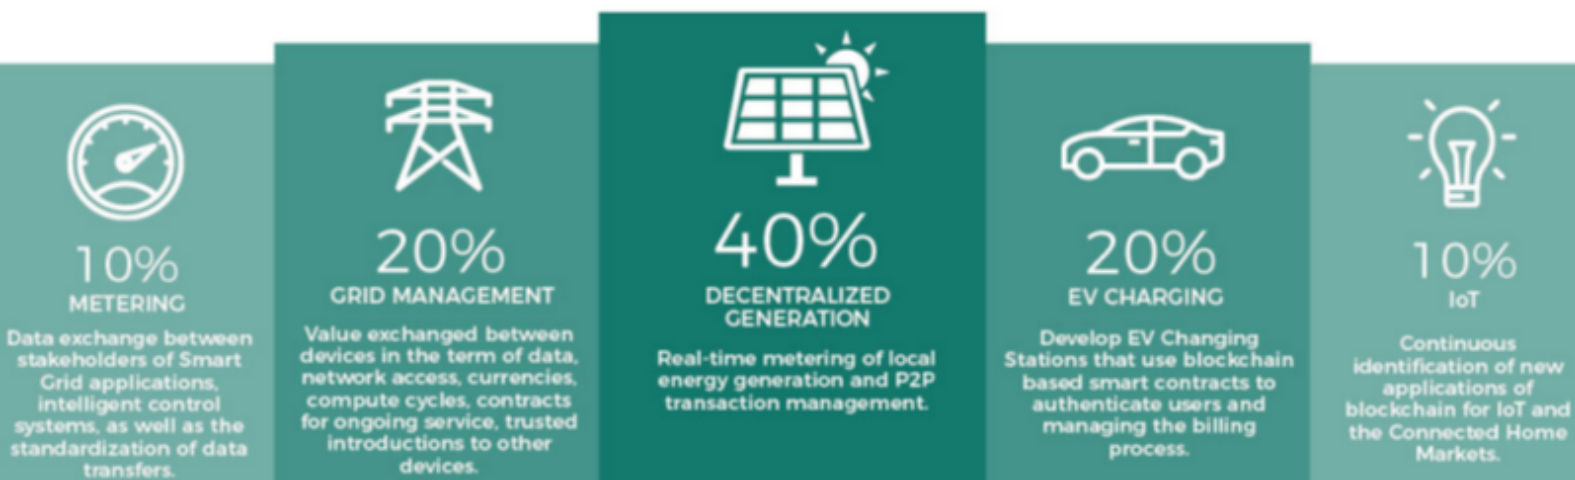 10%
METERING
Data exchange between
stakeholders of Smart
Grid applications,
intelligent control
systems, as well as the
standardization of data
transfers.
20%
GRID MANAGEMENT
Value exchanged between
devices in the term of data,
network access, currencies,
compute cycles, contracts
for ongoing service, trusted
introductions to other
devices.
40%
DECENTRALIZED
GENERATION
Real-time metering of local
energy generation and P2P
transaction management.
20%
EV CHARGING
Develop EV Changing
Stations that use blockchain
based smart contracts to
authenticate users and
managing the billing
process.
10%
IoT
Continuous
identification of new
applications of
blockchain for IoT and
the Connected Home
Markets.